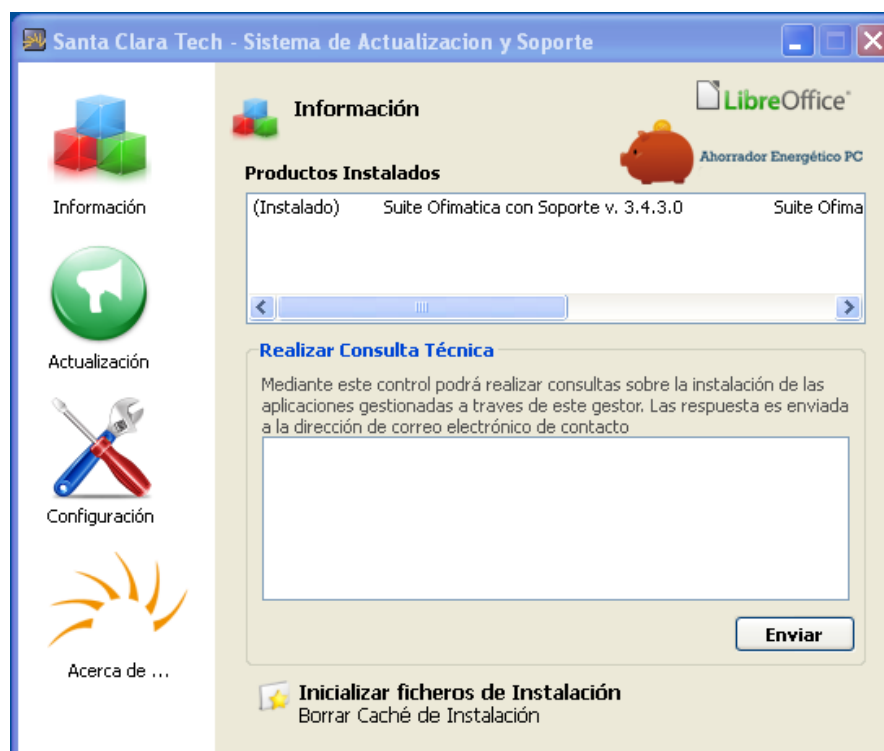 Santa Clara Tech - Sistema de Actualizacion y Soporte
Información
Actualización
Configuración
Acerca de ...
Información
LibreOffice
Ahorrador Energético PC
Productos Instalados
(Instalado) Suite Ofimatica con Soporte v. 3.4.3.0 Suite Ofima
Realizar Consulta Técnica
Mediante este control podrá realizar consultas sobre la instalación de las
aplicaciones gestionadas a traves de este gestor. Las respuesta es enviada
a la dirección de correo electrónico de contacto
Enviar
Inicializar ficheros de Instalación
Borrar Caché de Instalación